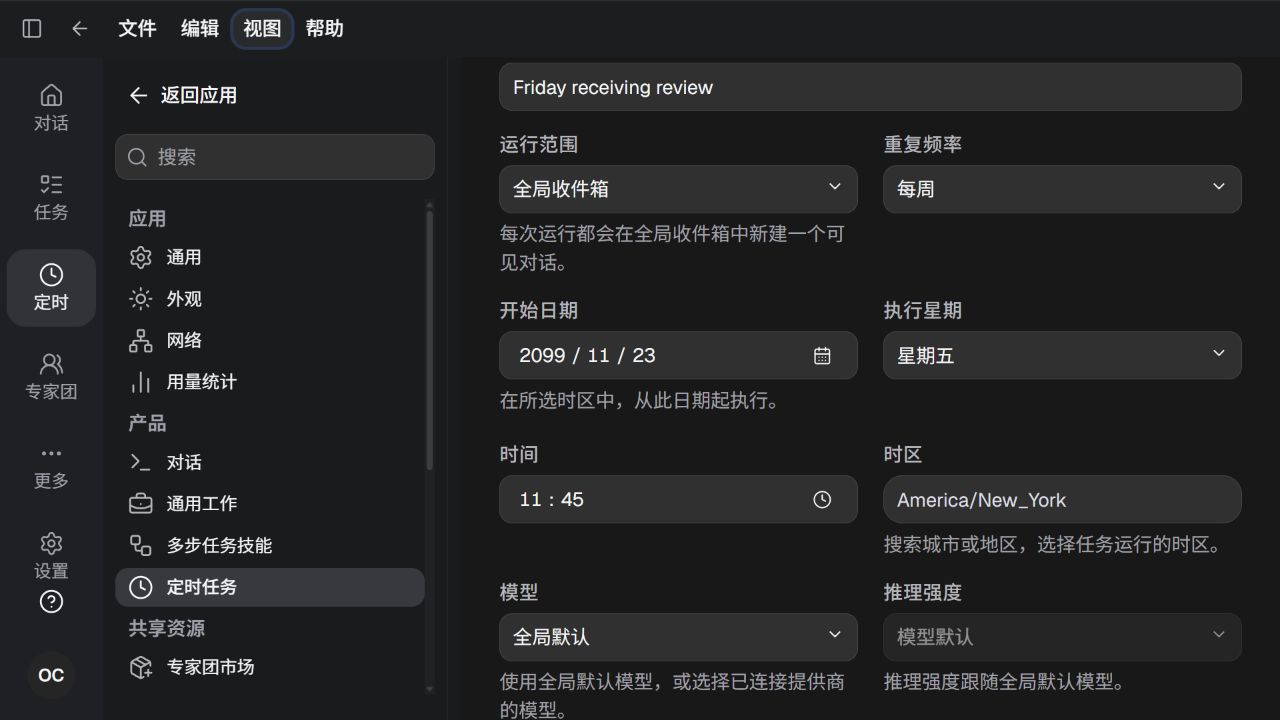 文件 编辑 视图 帮助
对话
任务
定时
专家团
更多
设置
OC
返回应用
搜索
应用
通用
外观
网络
用量统计
产品
对话
通用工作
多步任务技能
定时任务
共享资源
专家团市场
Friday receiving review
运行范围
全局收件箱
每次运行都会在全局收件箱中新建一个可
见对话。
重复频率
每周
开始日期
2099 / 11 / 23
在所选时区中，从此日期起执行。
执行星期
星期五
时间
11 : 45
时区
America/New_York
搜索城市或地区，选择任务运行的时区。
模型
全局默认
使用全局默认模型，或选择已连接提供商
的模型。
推理强度
模型默认
推理强度跟随全局默认模型。